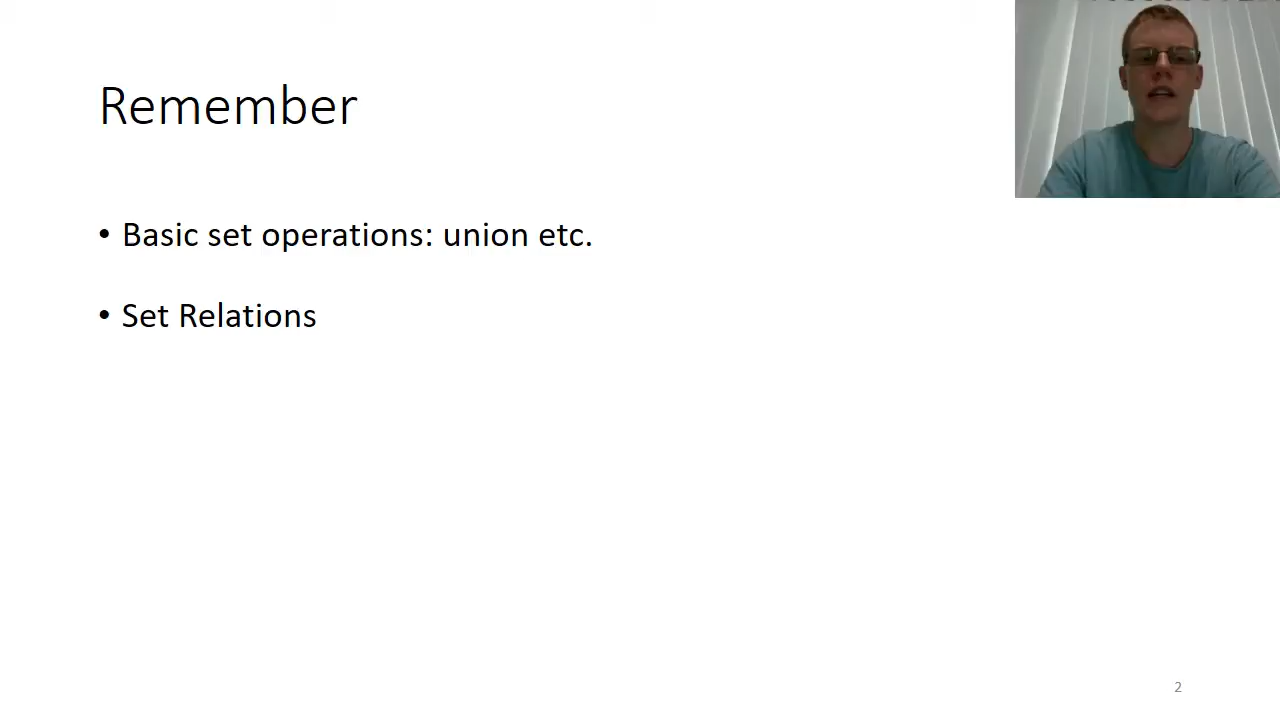 Remember
• Basic set operations: union etc.
• Set Relations
2